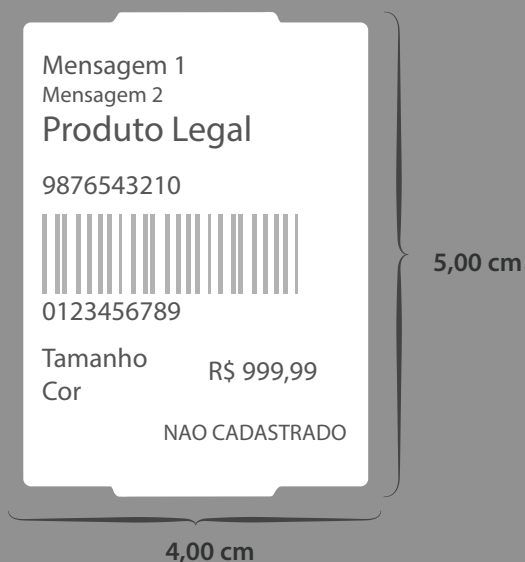 Mensagem 1
Mensagem 2
Produto Legal
9876543210
0123456789
Tamanho
Cor
R$ 999,99
NAO CADASTRADO
5,00 cm
4,00 cm